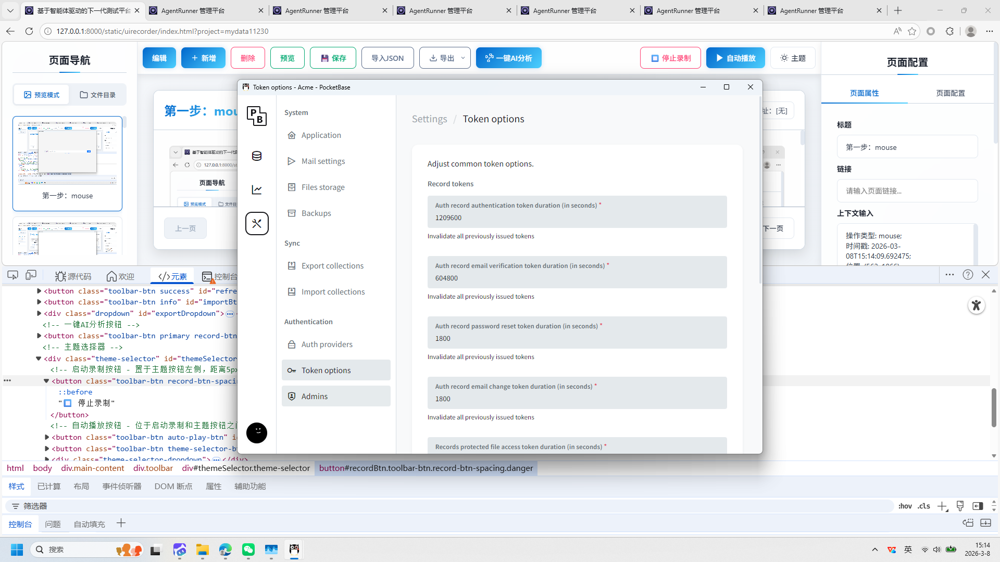 基于智能体驱动的下一代测试平台
AgentRunner 管理平台
AgentRunner 管理平台
AgentRunner 管理平台
AgentRunner 管理平台
AgentRunner 管理平台
AgentRunner 管理平台
127.0.0.1:8000/static/uirecorder/index.html?project=mydata11230
页面导航
预览模式
文件目录
第一步：mouse
编辑
新增
删除
预览
保存
导入JSON
导出
一键AI分析
停止录制
自动播放
主题
第一步：mou
址：[无]
基于智能体驱动的下一代
127.0.0.1:8000/st
页面导航
预览模式
文件目
上一页
下一页
页面配置
页面属性
页面配置
标题
第一步：mouse
链接
请输入页面链接...
上下文输入
操作类型: mouse;
时间戳: 2026-03-
08T15:14:09.692475;
Token options - Acme - PocketBase
P
B
System
Application
Mail settings
Files storage
Backups
Sync
Export collections
Import collections
Authentication
Auth providers
Token options
Admins
Settings / Token options
Adjust common token options.
Record tokens
Auth record authentication token duration (in seconds) *
1209600
Invalidate all previously issued tokens
Auth record email verification token duration (in seconds) *
604800
Invalidate all previously issued tokens
Auth record password reset token duration (in seconds) *
1800
Invalidate all previously issued tokens
Auth record email change token duration (in seconds) *
1800
Invalidate all previously issued tokens
Records protected file access token duration (in seconds) *
源代码
欢迎
</>元素
控制台
<button class="toolbar-btn success" id="refre
<button class="toolbar-btn info" id="importBt
<div class="dropdown" id="exportDropdown">
<!-- 一键AI分析按钮 -->
<button class="toolbar-btn primary record-btn
<!-- 主题选择器 -->
<div class="theme-selector" id="themeSelector
<!-- 启动录制按钮 - 置于主题按钮左侧，距离5px
<button class="toolbar-btn record-btn-spacin
::before
" 停止录制"
</button>
<!-- 自动播放按钮 - 位于启动录制和主题按钮之间
<button class="toolbar-btn auto-play-btn" i
<button class="toolbar-btn theme-selector-b
<div class="theme-selector-dropdown"> </div>
html body div.main-content div.toolbar div#themeSelector.theme-selector button#recordBtn.toolbar-btn.record-btn-spacing.danger
样式
已计算
布局
事件侦听器
DOM 断点
属性
辅助功能
筛选器
:hov .cls
控制台
问题
自动填充
搜索
英
15:14
2026-3-8